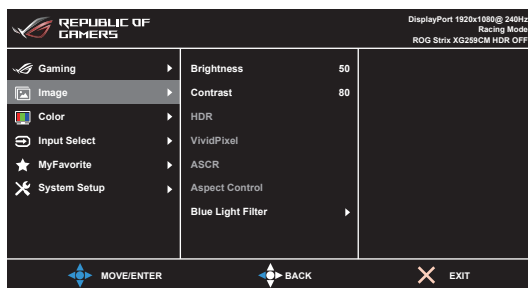 REPUBLIC OF
GAMERS
DisplayPort 1920x1080@ 240Hz
Racing Mode
ROG Strix XG259CM HDR OFF
Gaming
Image
Color
Input Select
MyFavorite
System Setup
Brightness 50
Contrast 80
HDR
VividPixel
ASCR
Aspect Control
Blue Light Filter
MOVE/ENTER
BACK
EXIT